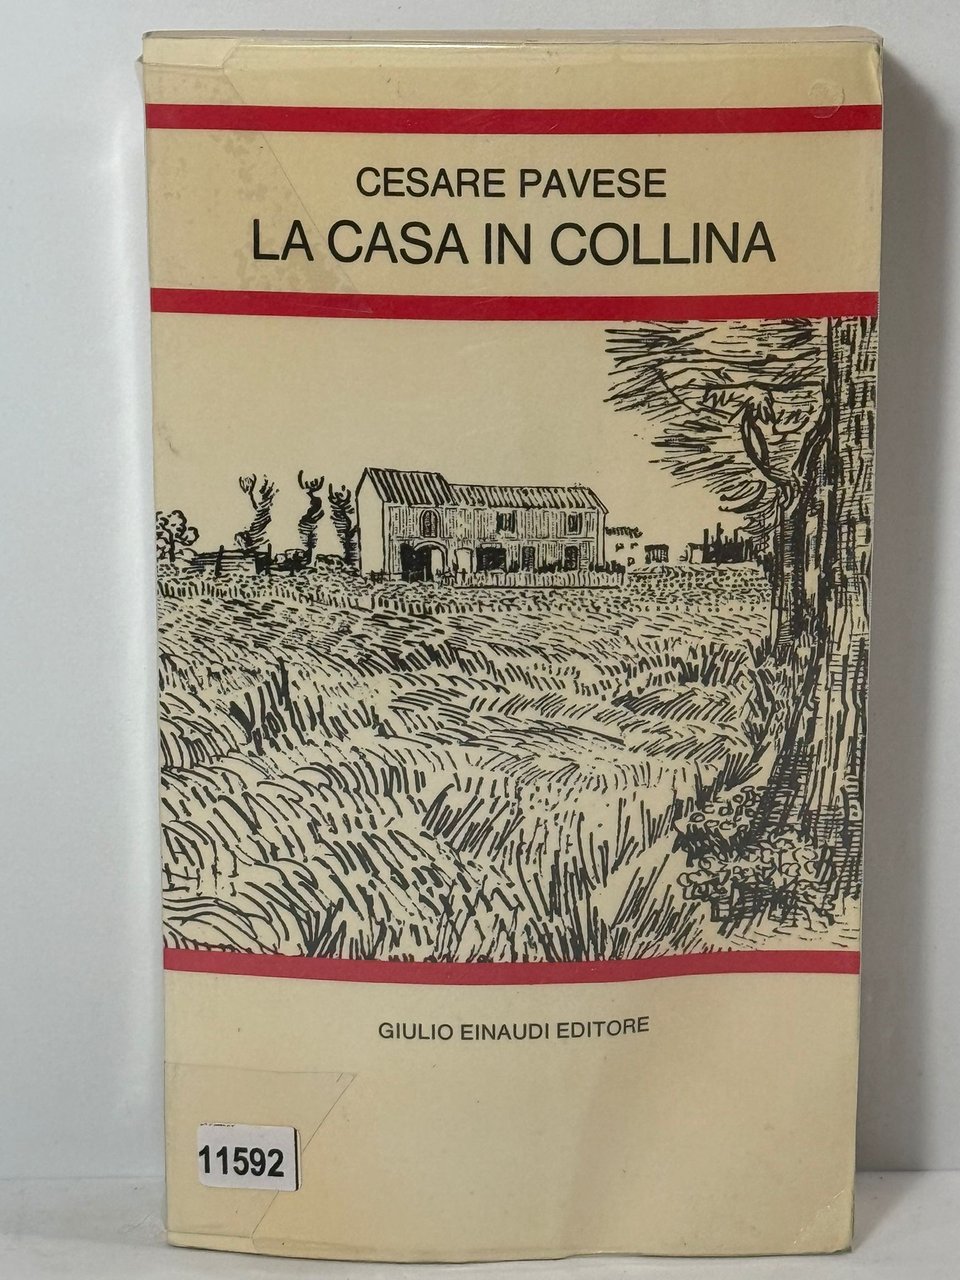 CESARE PAVESE
LA CASA IN COLLINA
GIULIO EINAUDI EDITORE
11592